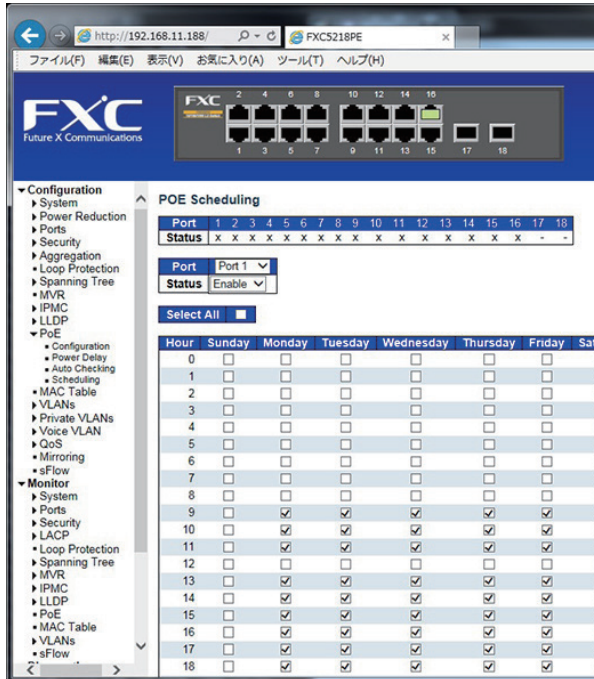 http://192.168.11.188/
FXC5218PE
ファイル(F) 編集(E) 表示(V) お気に入り(A) ツール(T) ヘルプ(H)
FXC
Future X Communications
FXC
2 4 6 8 10 12 14 16
1 3 5 7 9 11 13 15 17 18
Configuration
System
Power Reduction
Ports
Security
Aggregation
Loop Protection
Spanning Tree
MVR
IPMC
LLDP
PoE
Configuration
Power Delay
Auto Checking
Scheduling
MAC Table
VLANs
Private VLANs
Voice VLAN
QoS
Mirroring
sFlow
Monitor
System
Ports
Security
LACP
Loop Protection
Spanning Tree
MVR
IPMC
LLDP
PoE
MAC Table
VLANs
sFlow
POE Scheduling
Port 1 2 3 4 5 6 7 8 9 10 11 12 13 14 15 16 17 18
Status x x x x x x x x x x x x x x x x - -
Port Port 1
Status Enable
Select All
Hour Sunday Monday Tuesday Wednesday Thursday Friday Sat
0
1
2
3
4
5
6
7
8
9
10
11
12
13
14
15
16
17
18